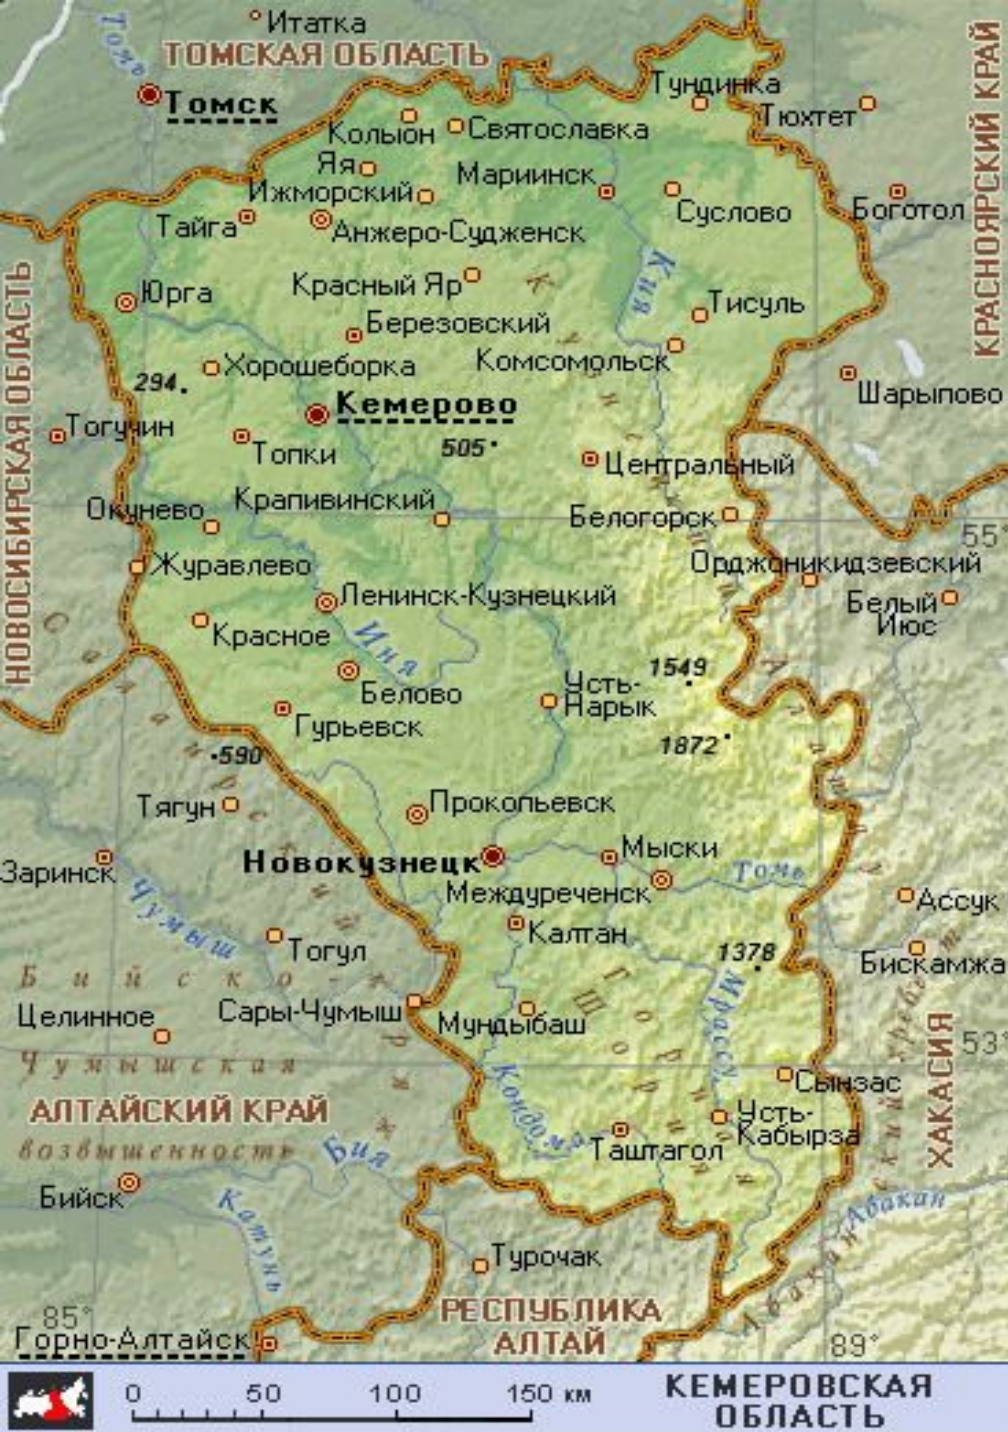 Итатка
Томь
ТОМСКАЯ ОБЛАСТЬ
Томск
Тундинка
Тюхтет
КРАСНОЯРСКИЙ КРАЙ
Колыон
Святославка
Яя
Ижморский
Мариинск
Суслово
Боготол
Тайга
Анжеро-Судженск
Кия
Юрга
Красный Яр
Тисуль
Березовский
Комсомольск
Хорошеборка
294
Шарыпово
НОВОСИБИРСКАЯ ОБЛАСТЬ
Кемерово
Тогучин
Топки
505
Центральный
Окунево
Крапивинский
Белогорск
55°
Журавлево
Орджоникидзевский
Ленинск-Кузнецкий
Белый
Июс
Красное
Иня
1549
Белово
Усть-
Нарык
Гурьевск
1872
590
Тягун
Прокопьевск
Новокузнецк
Мыски
Томь
Заринск
Междуреченск
Чумыш
Ассук
Калтан
Тогул
1378
Бискамжа
Бийско-
Мрассу
Целинное
Сары-Чумыш
Мундыбаш
Чумышская
53°
Кондома
Сынзас
АЛТАЙСКИЙ КРАЙ
ХАКАСИЯ
возвышенность
Бия
Таштагол
Усть-
Кабырза
Бийск
Катунь
Абакан
Турочак
85°
РЕСПУБЛИКА
АЛТАЙ
Горно-Алтайск
89°
0 50 100 150 км
КЕМЕРОВСКАЯ
ОБЛАСТЬ